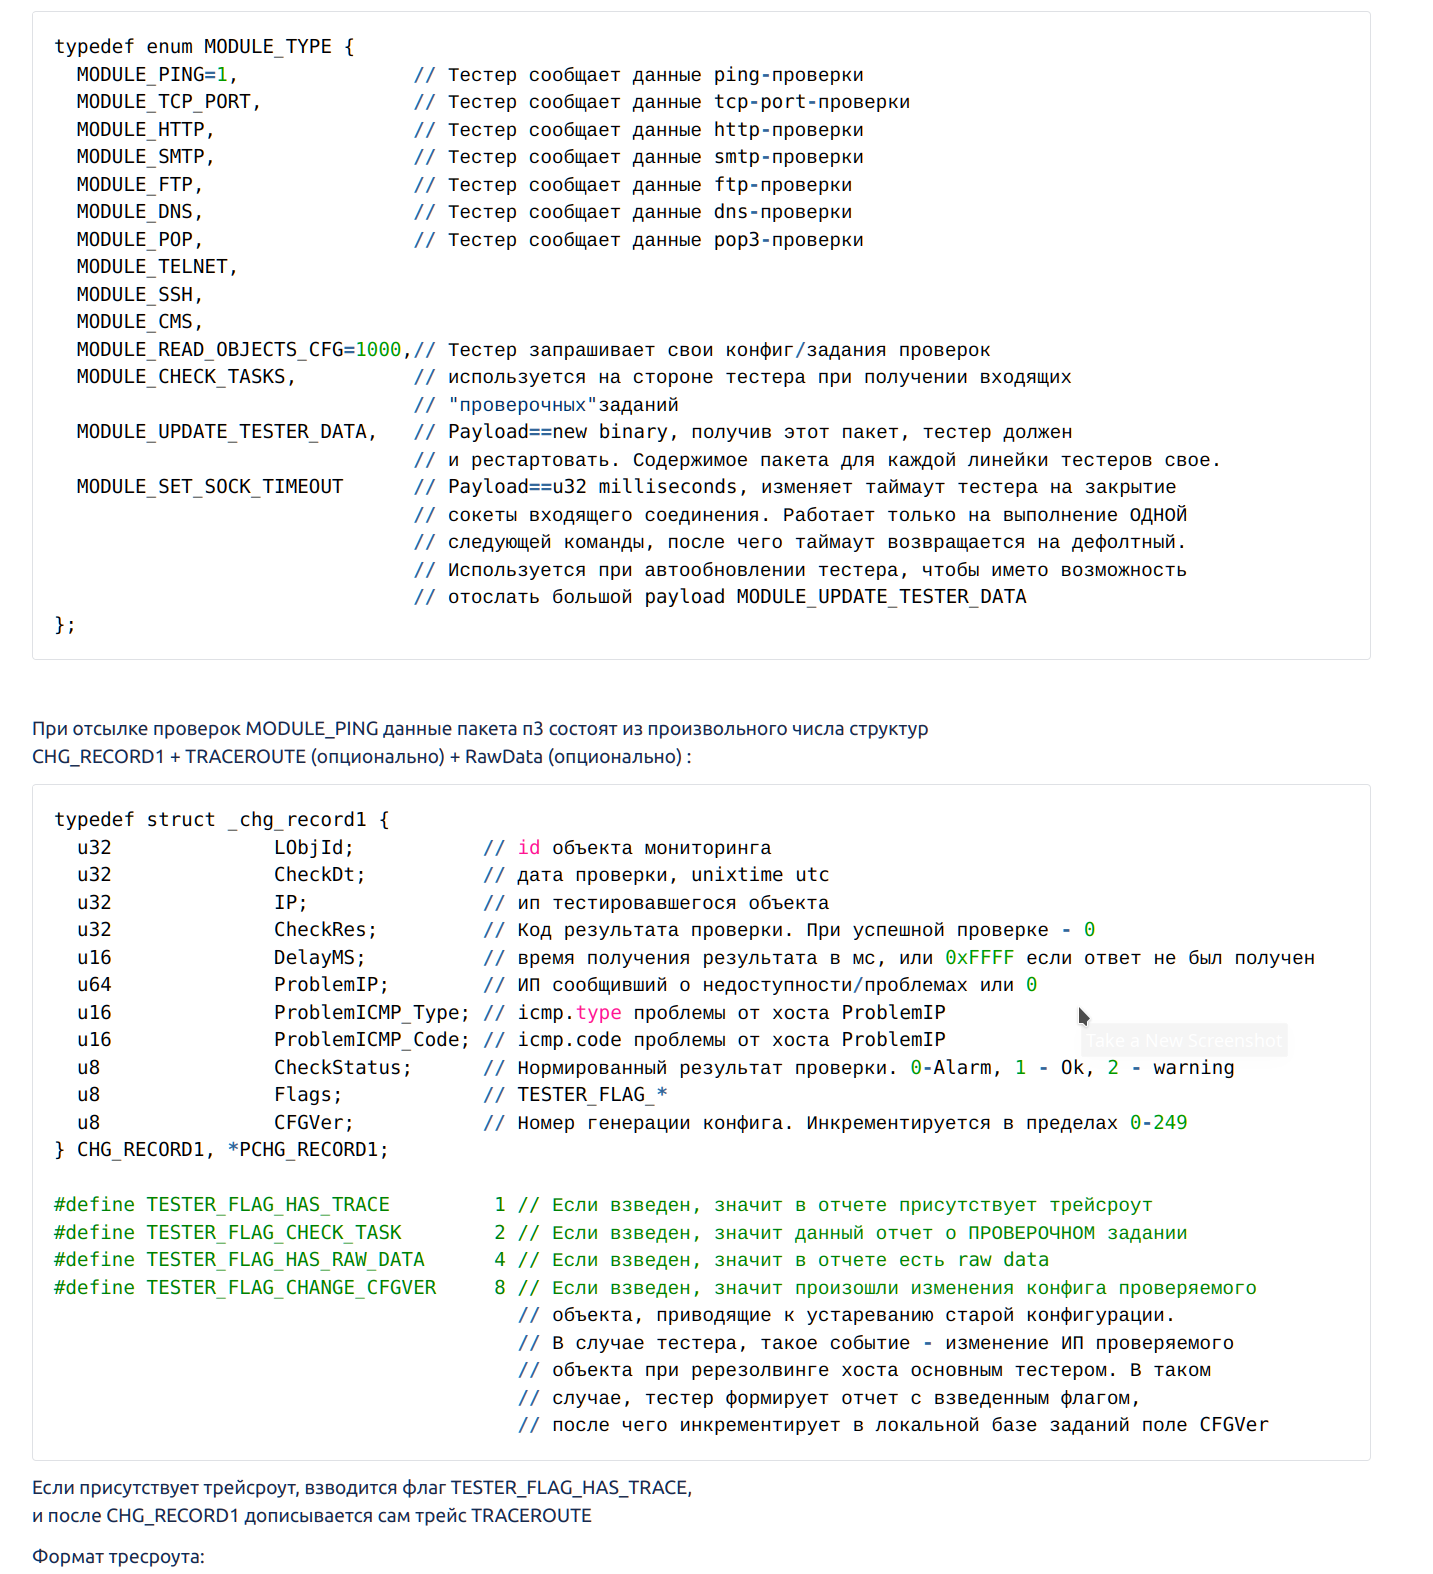 typedef enum MODULE_TYPE {
MODULE_PING=1, // Тестер сообщает данные ping-проверки
MODULE_TCP_PORT, // Тестер сообщает данные tcp-port-проверки
MODULE_HTTP, // Тестер сообщает данные http-проверки
MODULE_SMTP, // Тестер сообщает данные smtp-проверки
MODULE_FTP, // Тестер сообщает данные ftp-проверки
MODULE_DNS, // Тестер сообщает данные dns-проверки
MODULE_POP, // Тестер сообщает данные pop3-проверки
MODULE_TELNET,
MODULE_SSH,
MODULE_CMS,
MODULE_READ_OBJECTS_CFG=1000,// Тестер запрашивает свои конфиг/задания проверок
MODULE_CHECK_TASKS, // используется на стороне тестера при получении входящих
// "проверочных"заданий
MODULE_UPDATE_TESTER_DATA, // Payload==new binary, получив этот пакет, тестер должен
// и рестартовать. Содержимое пакета для каждой линейки тестеров свое.
MODULE_SET_SOCK_TIMEOUT // Payload==u32 milliseconds, изменяет таймаут тестера на закрытие
// сокеты входящего соединения. Работает только на выполнение ОДНОЙ
// следующей команды, после чего таймаут возвращается на дефолтный.
// Используется при автообновлении тестера, чтобы името возможность
// отослать большой payload MODULE_UPDATE_TESTER_DATA
};
При отсылке проверок MODULE_PING данные пакета п3 состоят из произвольного числа структур
CHG_RECORD1 + TRACEROUTE (опционально) + RawData (опционально) :
typedef struct _chg_record1 {
u32 LObjId; // id объекта мониторинга
u32 CheckDt; // дата проверки, unixtime utc
u32 IP; // ип тестировавшегося объекта
u32 CheckRes; // Код результата проверки. При успешной проверке - 0
u16 DelayMS; // время получения результата в мс, или 0xFFFF если ответ не был получен
u64 ProblemIP; // ИП сообщивший о недоступности/проблемах или 0
u16 ProblemICMP_Type; // icmp.type проблемы от хоста ProblemIP
u16 ProblemICMP_Code; // icmp.code проблемы от хоста ProblemIP
Take a New Screenshot
u8 CheckStatus; // Нормированный результат проверки. 0-Alarm, 1 - Ok, 2 - warning
u8 Flags; // TESTER_FLAG_*
u8 CFGVer; // Номер генерации конфига. Инкрементируется в пределах 0-249
} CHG_RECORD1, *PCHG_RECORD1;
#define TESTER_FLAG_HAS_TRACE 1 // Если взведен, значит в отчете присутствует трейсроут
#define TESTER_FLAG_CHECK_TASK 2 // Если взведен, значит данный отчет о ПРОВЕРОЧНОМ задании
#define TESTER_FLAG_HAS_RAW_DATA 4 // Если взведен, значит в отчете есть raw data
#define TESTER_FLAG_CHANGE_CFGVER 8 // Если взведен, значит произошли изменения конфига проверяемого
// объекта, приводящие к устареванию старой конфигурации.
// В случае тестера, такое событие - изменение ИП проверяемого
// объекта при ререзолвинге хоста основным тестером. В таком
// случае, тестер формирует отчет с взведенным флагом,
// после чего инкрементирует в локальной базе заданий поле CFGVer
Если присутствует трейсроут, взводится флаг TESTER_FLAG_HAS_TRACE,
и после CHG_RECORD1 дописывается сам трейс TRACEROUTE
Формат тресроута: